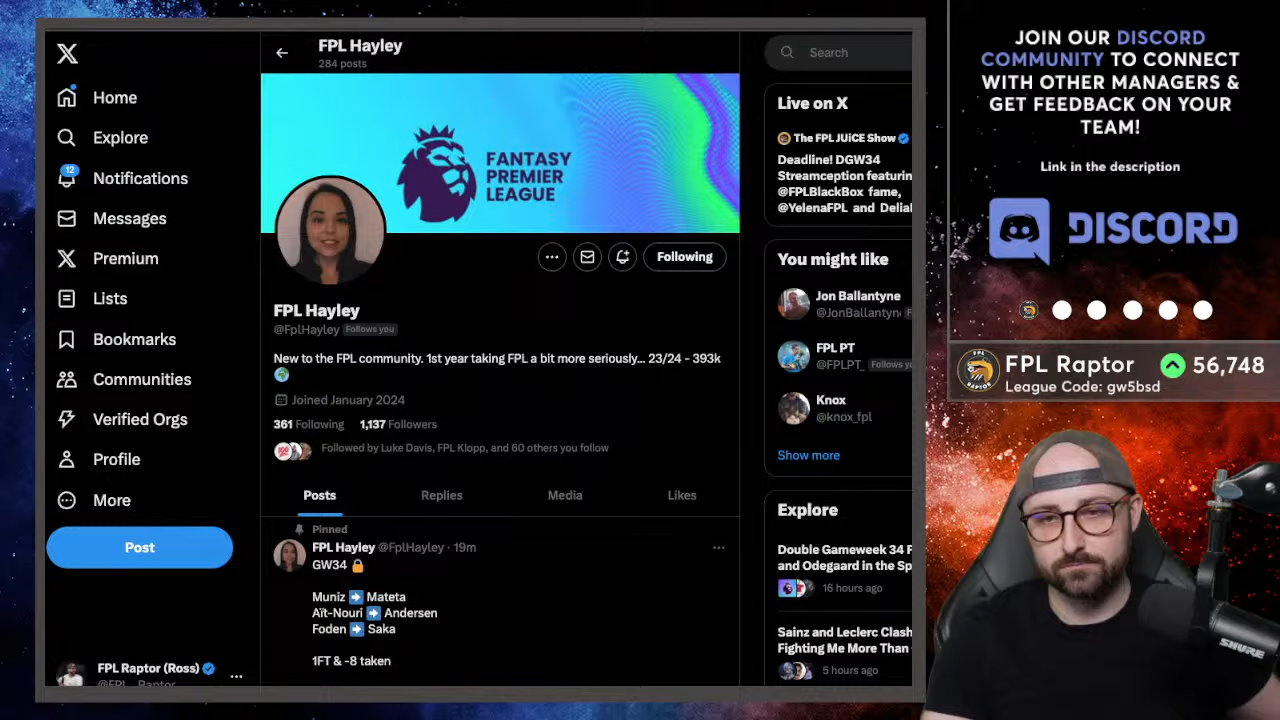 Home
Explore
12
Notifications
Messages
Premium
Lists
Bookmarks
Communities
Verified Orgs
Profile
More
Post
FPL Raptor (Ross)
FPL Hayley
284 posts
FANTASY
PREMIER
LEAGUE
Following
FPL Hayley
@FplHayley Follows you
New to the FPL community. 1st year taking FPL a bit more seriously... 23/24 - 393k
Joined January 2024
361 Following 1,137 Followers
Followed by Luke Davis, FPL Klopp, and 60 others you follow
Posts Replies Media Likes
Pinned
FPL Hayley @FplHayley · 19m
GW34
Muniz ➡️ Mateta
Aït-Nouri ➡️ Andersen
Foden ➡️ Saka
1FT & -8 taken
Search
Live on X
The FPL JUiCE Show
Deadline! DGW34
Streamception featurin
@FPLBlackBox fame,
@YelenaFPL and Delial
You might like
Jon Ballantyne
@JonBallantyn
FPL PT
@FPLPT_ Follows you
Knox
@knox_fpl
Show more
Explore
Double Gameweek 34 F
and Odegaard in the Sp
16 hours ago
Sainz and Leclerc Clash
Fighting Me More Than
5 hours ago
JOIN OUR DISCORD
COMMUNITY TO CONNECT
WITH OTHER MANAGERS &
GET FEEDBACK ON YOUR
TEAM!
Link in the description
DISCORD
FPL
RAPTOR
FPL Raptor 56,748
League Code: gw5bsd
SHURE